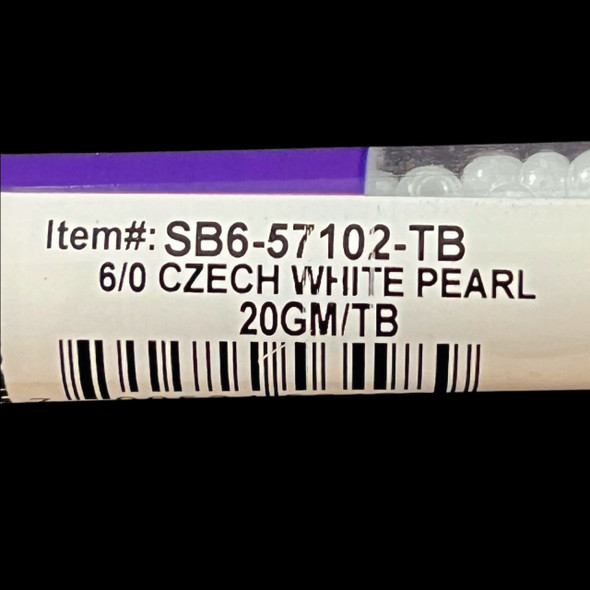 Item#: SB6-57102-TB
6/0 CZECH WHITE PEARL
20GM/TB